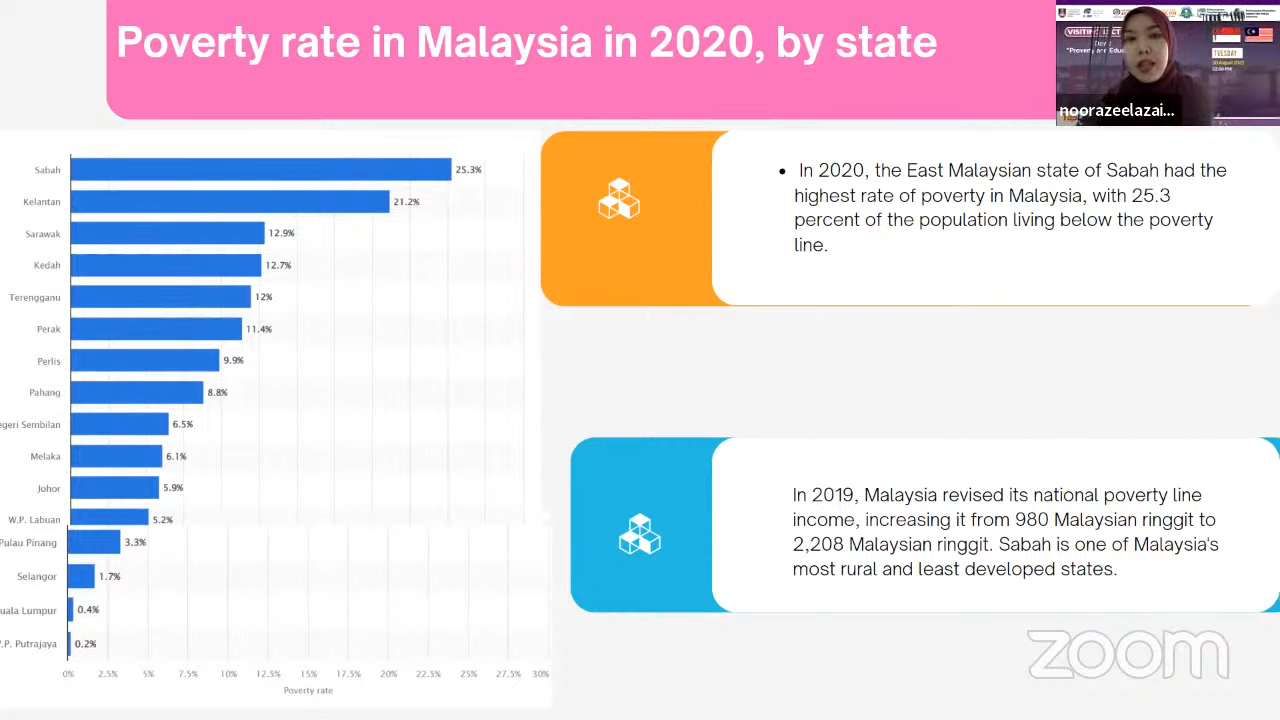 Poverty rate in Malaysia in 2020, by state
VISITING LECT
TUESDAY
noorazeelazai...
Sabah 25.3%
Kelantan 21.2%
Sarawak 12.9%
Kedah 12.7%
Terengganu 12%
Perak 11.4%
Perlis 9.9%
Pahang 8.8%
egeri Sembilan 6.5%
Melaka 6.1%
Johor 5.9%
W.P. Labuan 5.2%
Pulau Pinang 3.3%
Selangor 1.7%
uala Lumpur 0.4%
.P. Putrajaya 0.2%
0% 2.5% 5% 7.5% 10% 12.5% 15% 17.5% 20% 22.5% 25% 27.5% 30%
Poverty rate
• In 2020, the East Malaysian state of Sabah had the
highest rate of poverty in Malaysia, with 25.3
percent of the population living below the poverty
line.
In 2019, Malaysia revised its national poverty line
income, increasing it from 980 Malaysian ringgit to
2,208 Malaysian ringgit. Sabah is one of Malaysia's
most rural and least developed states.
zoom